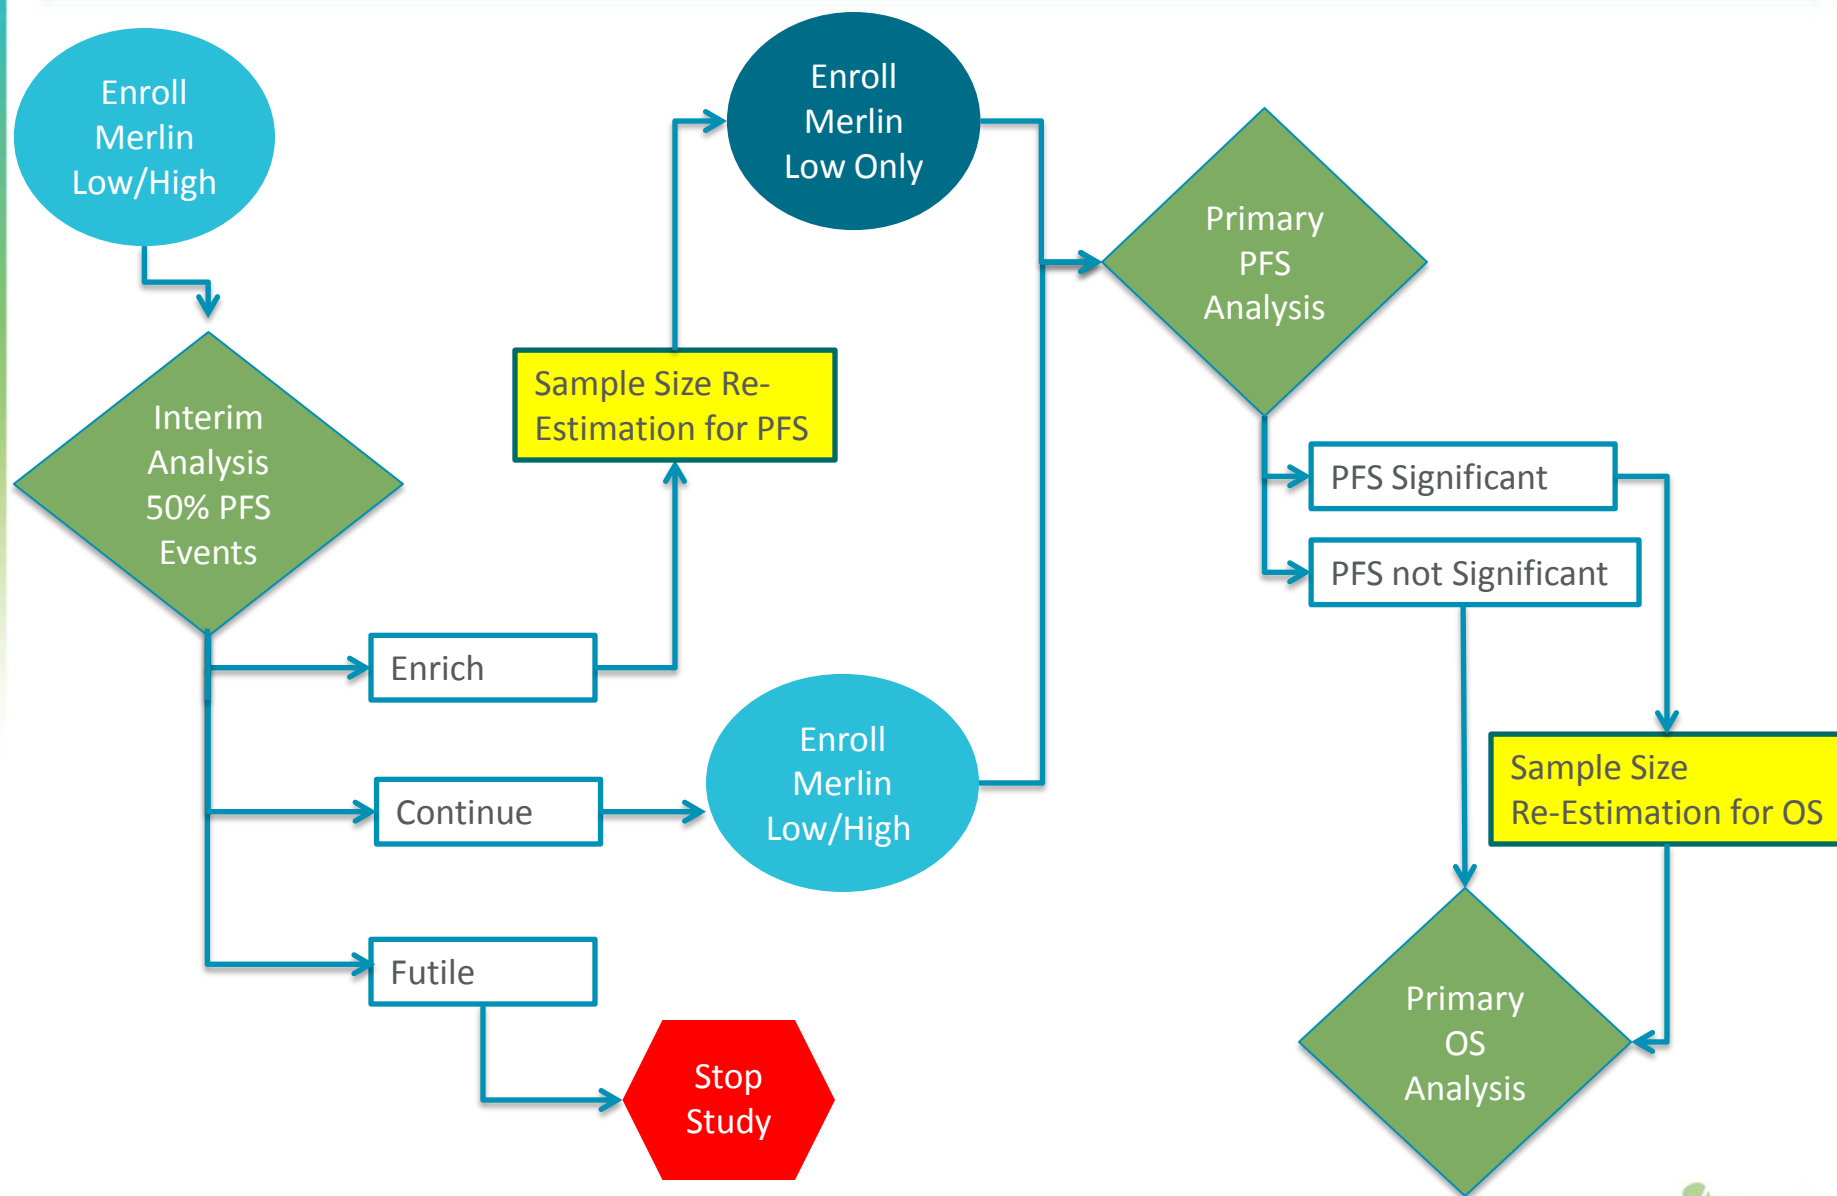 Enroll
Merlin
Low/High
Enroll
Merlin
Low Only
Primary
PFS
Analysis
Interim
Analysis
50% PFS
Events
Sample Size Re-
Estimation for PFS
PFS Significant
PFS not Significant
Enrich
Continue
Enroll
Merlin
Low/High
Sample Size
Re-Estimation for OS
Futile
Stop
Study
Primary
OS
Analysis